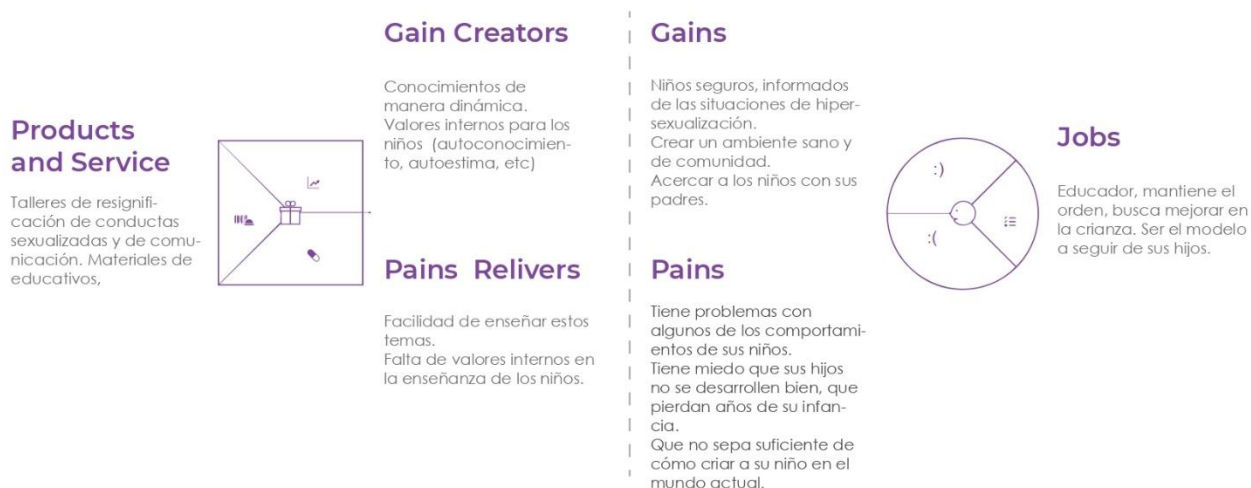 Products
and Service
Talleres de resignifi-
cación de conductas
sexualizadas y de comu-
nicación. Materiales de
educativos,
Gain Creators
Conocimientos de
manera dinámica.
Valores internos para los
niños (autoconocimien-
to, autoestima, etc)
Pains Relivers
Facilidad de enseñar estos
temas.
Falta de valores internos en
la enseñanza de los niños.
Gains
Niños seguros, informados
de las situaciones de hiper-
sexualización.
Crear un ambiente sano y
de comunidad.
Acercar a los niños con sus
padres.
Pains
Tiene problemas con
algunos de los comportami-
entos de sus niños.
Tiene miedo que sus hijos
no se desarrollen bien, que
pierdan años de su infan-
cia.
Que no sepa suficiente de
cómo criar a su niño en el
mundo actual.
:)
:(
Jobs
Educador, mantiene el
orden, busca mejorar en
la crianza. Ser el modelo
a seguir de sus hijos.